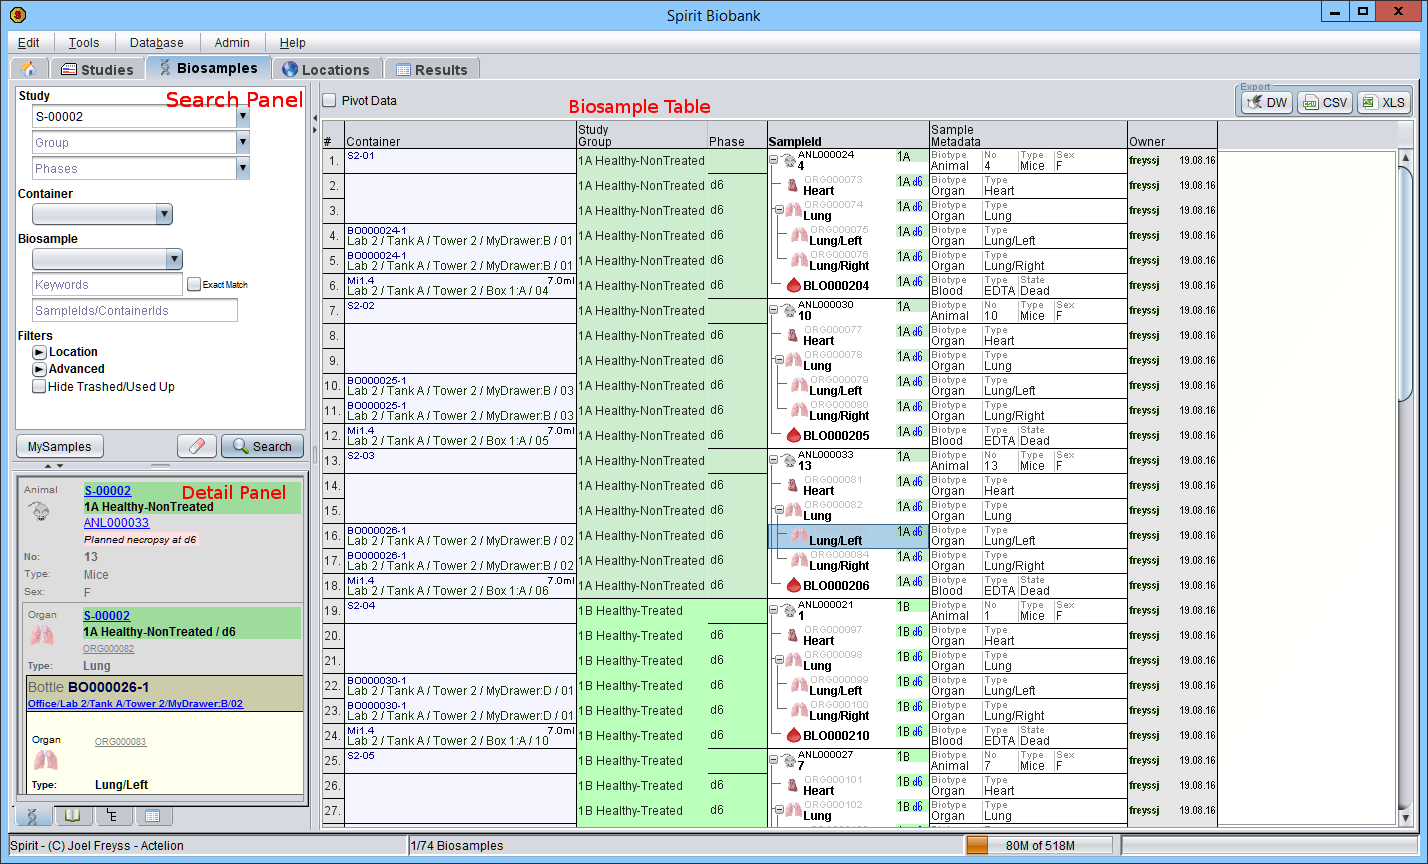 Spirit Biobank
Edit Tools Database Admin Help
Studies Biosamples Locations Results
Search Panel
Study
S-00002
Group
Phases
Container
Biosample
Keywords Exact Match
SampleIds/ContainerIds
Filters
Location
Advanced
Hide Trashed/Used Up
MySamples Search
Detail Panel
Animal S-00002
1A Healthy-NonTreated
ANL000033
Planned necropsy at d6
No: 13
Type: Mice
Sex: F
Organ S-00002
1A Healthy-NonTreated / d6
ORG000082
Type: Lung
Bottle BO000026-1
Office/Lab 2/Tank A/Tower 2/MyDrawer:B/02
Organ ORG000083
Type: Lung/Left
Pivot Data
Biosample Table
Export
DW CSV XLS
# Container Study Group Phase SampleId Sample Metadata Owner
1. S2-01 1A Healthy-NonTreated ANL000024 4 1A Biotype Animal No 4 Type Mice Sex F freyssj 19.08.16
2. 1A Healthy-NonTreated d6 ORG000073 Heart 1A d6 Biotype Organ Type Heart freyssj 19.08.16
3. 1A Healthy-NonTreated d6 ORG000074 Lung 1A d6 Biotype Organ Type Lung freyssj 19.08.16
4. BO000024-1 Lab 2 / Tank A / Tower 2 / MyDrawer:B / 01 1A Healthy-NonTreated d6 ORG000075 Lung/Left 1A d6 Biotype Organ Type Lung/Left freyssj 19.08.16
5. BO000024-1 Lab 2 / Tank A / Tower 2 / MyDrawer:B / 01 1A Healthy-NonTreated d6 ORG000076 Lung/Right 1A d6 Biotype Organ Type Lung/Right freyssj 19.08.16
6. Mi1.4 7.0ml Lab 2 / Tank A / Tower 2 / Box 1:A / 04 1A Healthy-NonTreated d6 BLO000204 1A d6 Biotype Blood Type EDTA State Dead freyssj 19.08.16
7. S2-02 1A Healthy-NonTreated ANL000030 10 1A Biotype Animal No 10 Type Mice Sex F freyssj 19.08.16
8. 1A Healthy-NonTreated d6 ORG000077 Heart 1A d6 Biotype Organ Type Heart freyssj 19.08.16
9. 1A Healthy-NonTreated d6 ORG000078 Lung 1A d6 Biotype Organ Type Lung freyssj 19.08.16
10. BO000025-1 Lab 2 / Tank A / Tower 2 / MyDrawer:B / 03 1A Healthy-NonTreated d6 ORG000079 Lung/Left 1A d6 Biotype Organ Type Lung/Left freyssj 19.08.16
11. BO000025-1 Lab 2 / Tank A / Tower 2 / MyDrawer:B / 03 1A Healthy-NonTreated d6 ORG000080 Lung/Right 1A d6 Biotype Organ Type Lung/Right freyssj 19.08.16
12. Mi1.4 7.0ml Lab 2 / Tank A / Tower 2 / Box 1:A / 05 1A Healthy-NonTreated d6 BLO000205 1A d6 Biotype Blood Type EDTA State Dead freyssj 19.08.16
13. S2-03 1A Healthy-NonTreated ANL000033 13 1A Biotype Animal No 13 Type Mice Sex F freyssj 19.08.16
14. 1A Healthy-NonTreated d6 ORG000081 Heart 1A d6 Biotype Organ Type Heart freyssj 19.08.16
15. 1A Healthy-NonTreated d6 ORG000082 Lung 1A d6 Biotype Organ Type Lung freyssj 19.08.16
16. BO000026-1 Lab 2 / Tank A / Tower 2 / MyDrawer:B / 02 1A Healthy-NonTreated d6 Lung/Left 1A d6 Biotype Organ Type Lung/Left freyssj 19.08.16
17. BO000026-1 Lab 2 / Tank A / Tower 2 / MyDrawer:B / 02 1A Healthy-NonTreated d6 ORG000084 Lung/Right 1A d6 Biotype Organ Type Lung/Right freyssj 19.08.16
18. Mi1.4 7.0ml Lab 2 / Tank A / Tower 2 / Box 1:A / 06 1A Healthy-NonTreated d6 BLO000206 1A d6 Biotype Blood Type EDTA State Dead freyssj 19.08.16
19. S2-04 1B Healthy-Treated ANL000021 1 1B Biotype Animal No 1 Type Mice Sex F freyssj 19.08.16
20. 1B Healthy-Treated d6 ORG000097 Heart 1B d6 Biotype Organ Type Heart freyssj 19.08.16
21. 1B Healthy-Treated d6 ORG000098 Lung 1B d6 Biotype Organ Type Lung freyssj 19.08.16
22. BO000030-1 Lab 2 / Tank A / Tower 2 / MyDrawer:D / 01 1B Healthy-Treated d6 ORG000099 Lung/Left 1B d6 Biotype Organ Type Lung/Left freyssj 19.08.16
23. BO000030-1 Lab 2 / Tank A / Tower 2 / MyDrawer:D / 01 1B Healthy-Treated d6 ORG000100 Lung/Right 1B d6 Biotype Organ Type Lung/Right freyssj 19.08.16
24. Mi1.4 7.0ml Lab 2 / Tank A / Tower 2 / Box 1:A / 10 1B Healthy-Treated d6 BLO000210 1B d6 Biotype Blood Type EDTA State Dead freyssj 19.08.16
25. S2-05 1B Healthy-Treated ANL000027 7 1B Biotype Animal No 7 Type Mice Sex F freyssj 19.08.16
26. 1B Healthy-Treated d6 ORG000101 Heart 1B d6 Biotype Organ Type Heart freyssj 19.08.16
27. 1B Healthy-Treated d6 ORG000102 Lung 1B d6 Biotype Organ Type Lung freyssj 19.08.16
Spirit - (C) Joel Freyss - Actelion 1/74 Biosamples 80M of 518M